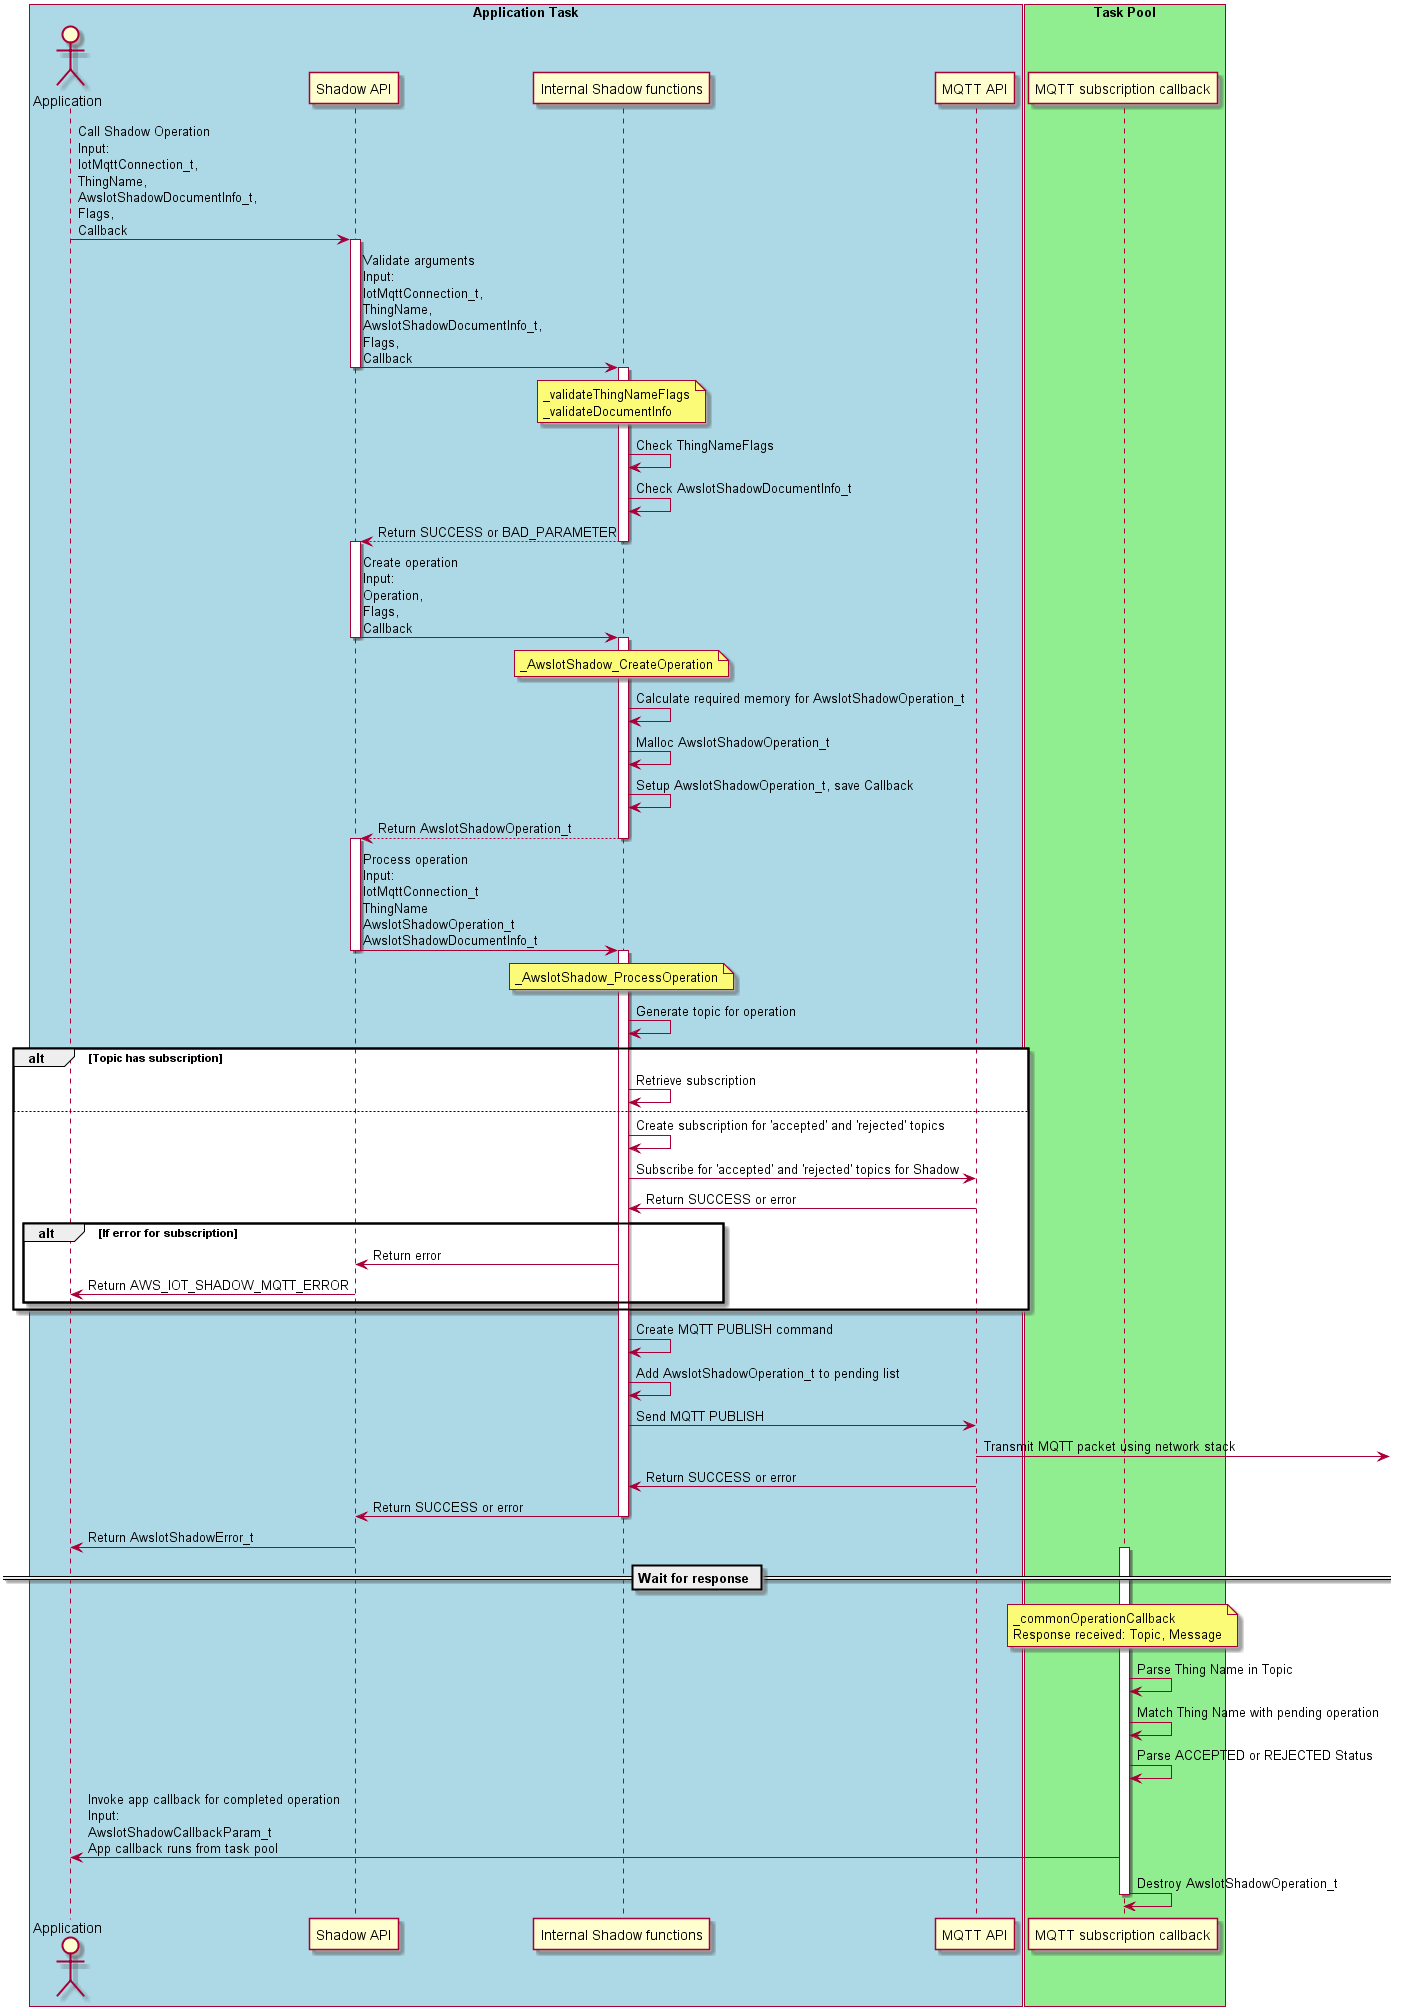 Application Task
Task Pool
Application
Shadow API
Internal Shadow functions
MQTT API
MQTT subscription callback
Call Shadow Operation
Input:
IotMqttConnection_t,
ThingName,
AwsIotShadowDocumentInfo_t,
Flags,
Callback
Validate arguments
Input:
IotMqttConnection_t,
ThingName,
AwsIotShadowDocumentInfo_t,
Flags,
Callback
_validateThingNameFlags
_validateDocumentInfo
Check ThingNameFlags
Check AwsIotShadowDocumentInfo_t
Return SUCCESS or BAD_PARAMETER
Create operation
Input:
Operation,
Flags,
Callback
_AwsIotShadow_CreateOperation
Calculate required memory for AwsIotShadowOperation_t
Malloc AwsIotShadowOperation_t
Setup AwsIotShadowOperation_t, save Callback
Return AwsIotShadowOperation_t
Process operation
Input:
IotMqttConnection_t
ThingName
AwsIotShadowOperation_t
AwsIotShadowDocumentInfo_t
_AwsIotShadow_ProcessOperation
Generate topic for operation
alt [Topic has subscription]
Retrieve subscription
Create subscription for 'accepted' and 'rejected' topics
Subscribe for 'accepted' and 'rejected' topics for Shadow
Return SUCCESS or error
alt [If error for subscription]
Return error
Return AWS_IOT_SHADOW_MQTT_ERROR
Create MQTT PUBLISH command
Add AwsIotShadowOperation_t to pending list
Send MQTT PUBLISH
Transmit MQTT packet using network stack
Return SUCCESS or error
Return SUCCESS or error
Return AwsIotShadowError_t
Wait for response
_commonOperationCallback
Response received: Topic, Message
Parse Thing Name in Topic
Match Thing Name with pending operation
Parse ACCEPTED or REJECTED Status
Invoke app callback for completed operation
Input:
AwsIotShadowCallbackParam_t
App callback runs from task pool
Destroy AwsIotShadowOperation_t
Application
Shadow API
Internal Shadow functions
MQTT API
MQTT subscription callback